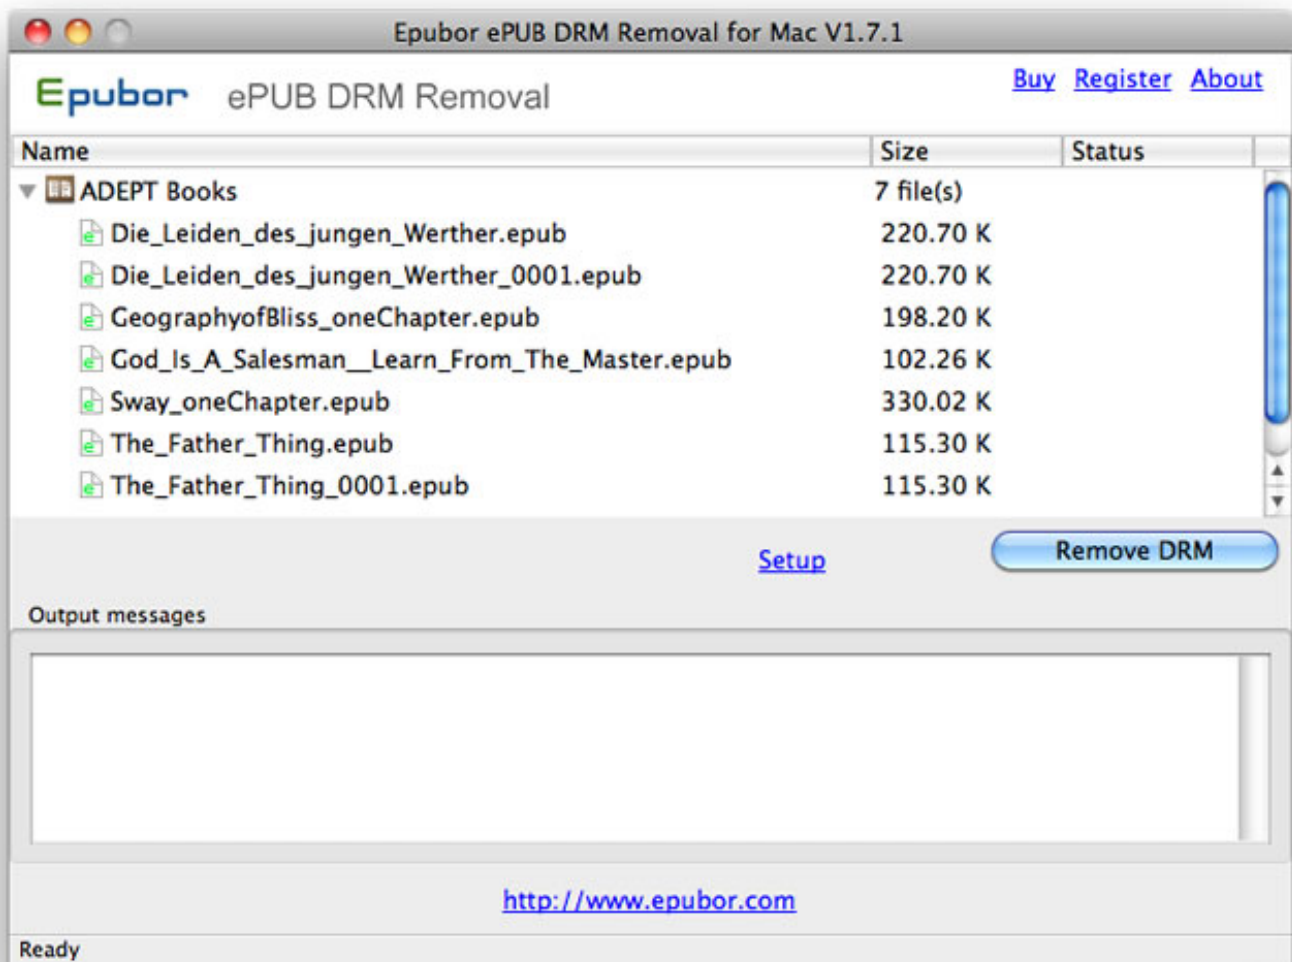 Epubor ePUB DRM Removal for Mac V1.7.1
Epubor ePUB DRM Removal
Buy Register About
Name Size Status
ADEPT Books 7 file(s)
Die_Leiden_des_jungen_Werther.epub 220.70 K
Die_Leiden_des_jungen_Werther_0001.epub 220.70 K
GeographyofBliss_oneChapter.epub 198.20 K
God_Is_A_Salesman__Learn_From_The_Master.epub 102.26 K
Sway_oneChapter.epub 330.02 K
The_Father_Thing.epub 115.30 K
The_Father_Thing_0001.epub 115.30 K
Setup Remove DRM
Output messages
http://www.epubor.com
Ready